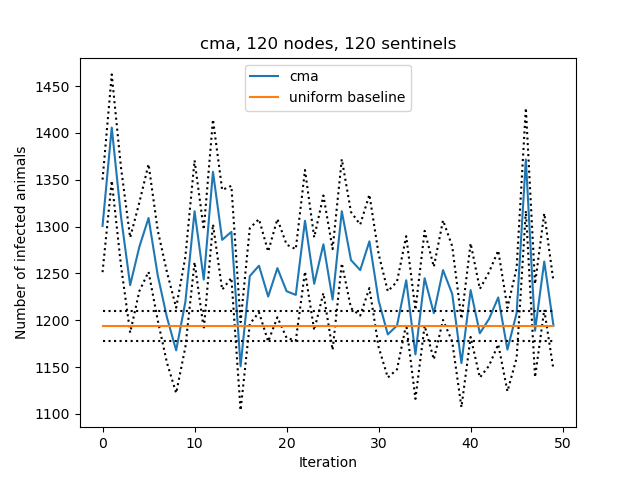 cma, 120 nodes, 120 sentinels
cma
uniform baseline
Number of infected animals
1450
1400
1350
1300
1250
1200
1150
1100
0 10 20 30 40 50
Iteration